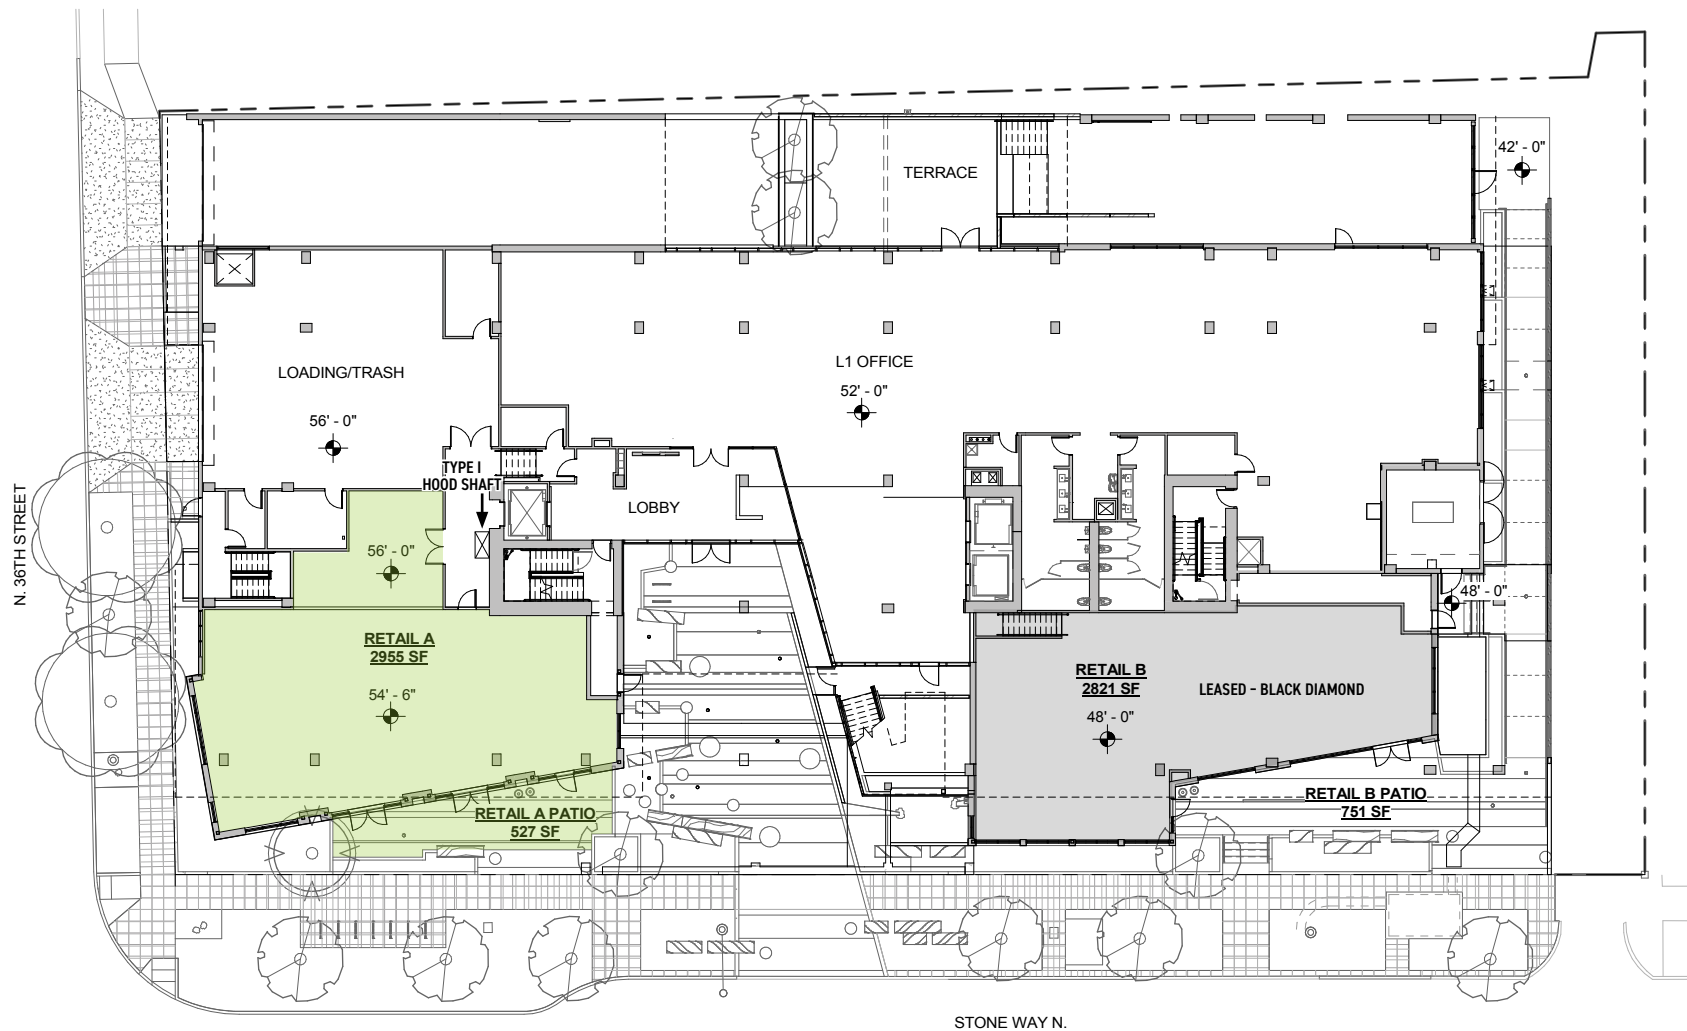 42' - 0"
TERRACE
L1 OFFICE
52' - 0"
LOADING/TRASH
56' - 0"
TYPE I
HOOD SHAFT
LOBBY
N. 36TH STREET
56' - 0"
48' - 0"
RETAIL A
2955 SF
54' - 6"
RETAIL B
2821 SF
LEASED - BLACK DIAMOND
48' - 0"
RETAIL A PATIO
527 SF
RETAIL B PATIO
751 SF
STONE WAY N.